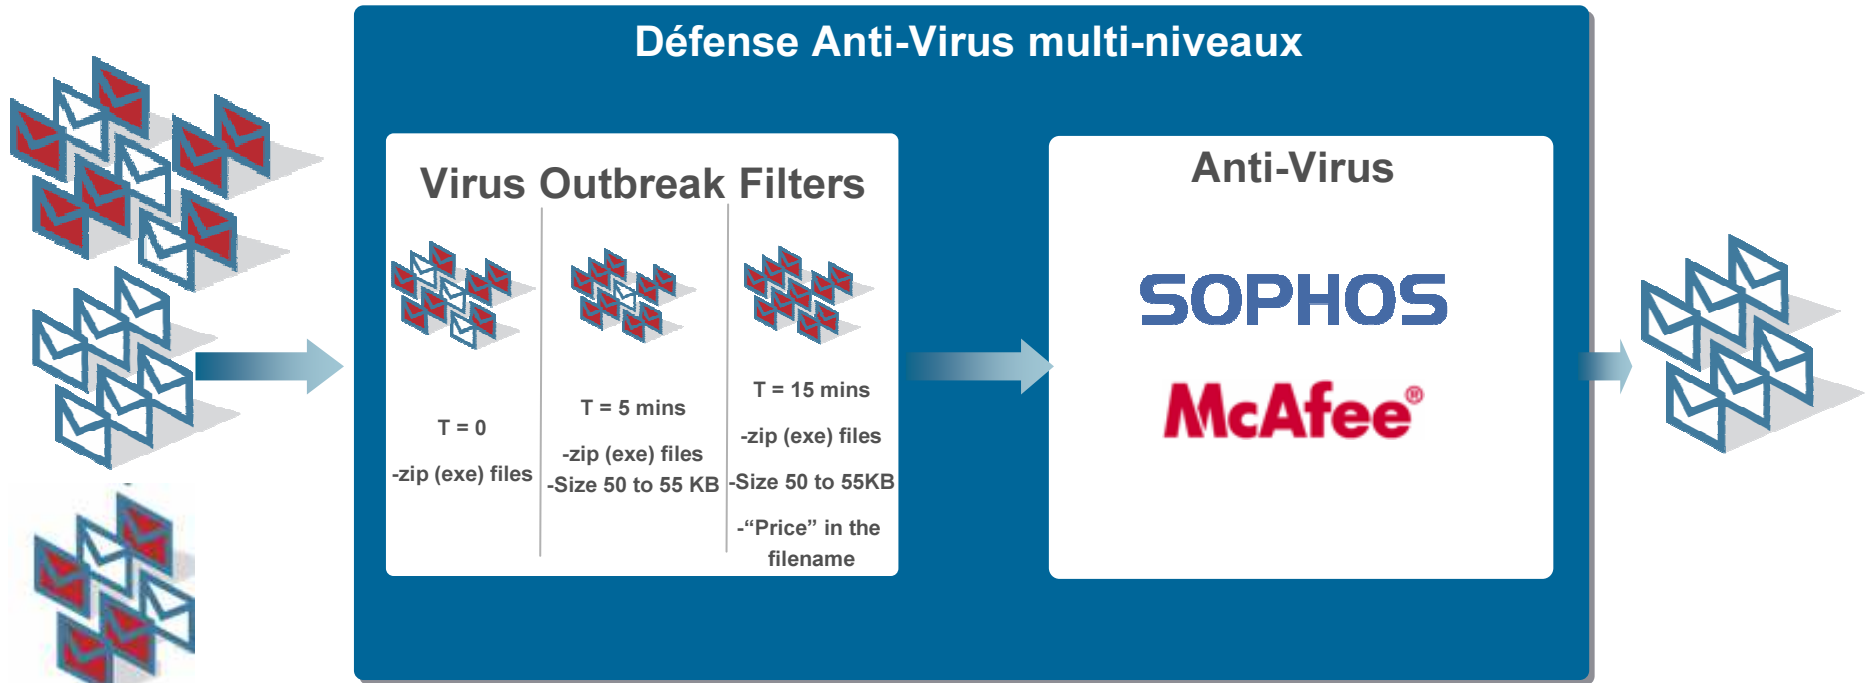 Défense Anti-Virus multi-niveaux
Virus Outbreak Filters
T = 0
-zip (exe) files
T = 5 mins
-zip (exe) files
-Size 50 to 55 KB
T = 15 mins
-zip (exe) files
-Size 50 to 55KB
-“Price” in the
filename
Anti-Virus
SOPHOS
McAfee®